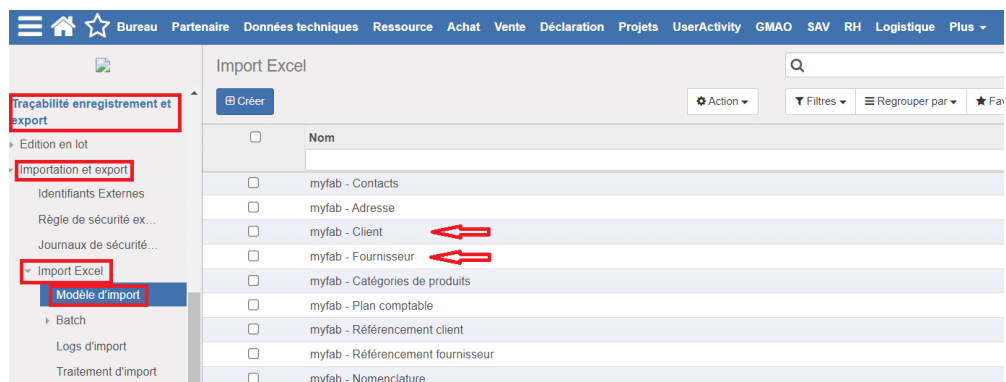 Bureau Partenaire Données techniques Ressource Achat Vente Déclaration Projets UserActivity GMAO SAV RH Logistique Plus
Import Excel
Créer
Action
Filtres
Regrouper par
Fav
Traçabilité enregistrement et
export
Édition en lot
Importation et export
Identifiants Externes
Règle de sécurité ex...
Journaux de sécurité...
Import Excel
Modèle d'import
Batch
Logs d'import
Traitement d'import
Nom
myfab - Contacts
myfab - Adresse
myfab - Client
myfab - Fournisseur
myfab - Catégories de produits
myfab - Plan comptable
myfab - Référencement client
myfab - Référencement fournisseur
myfab - Nomenclature